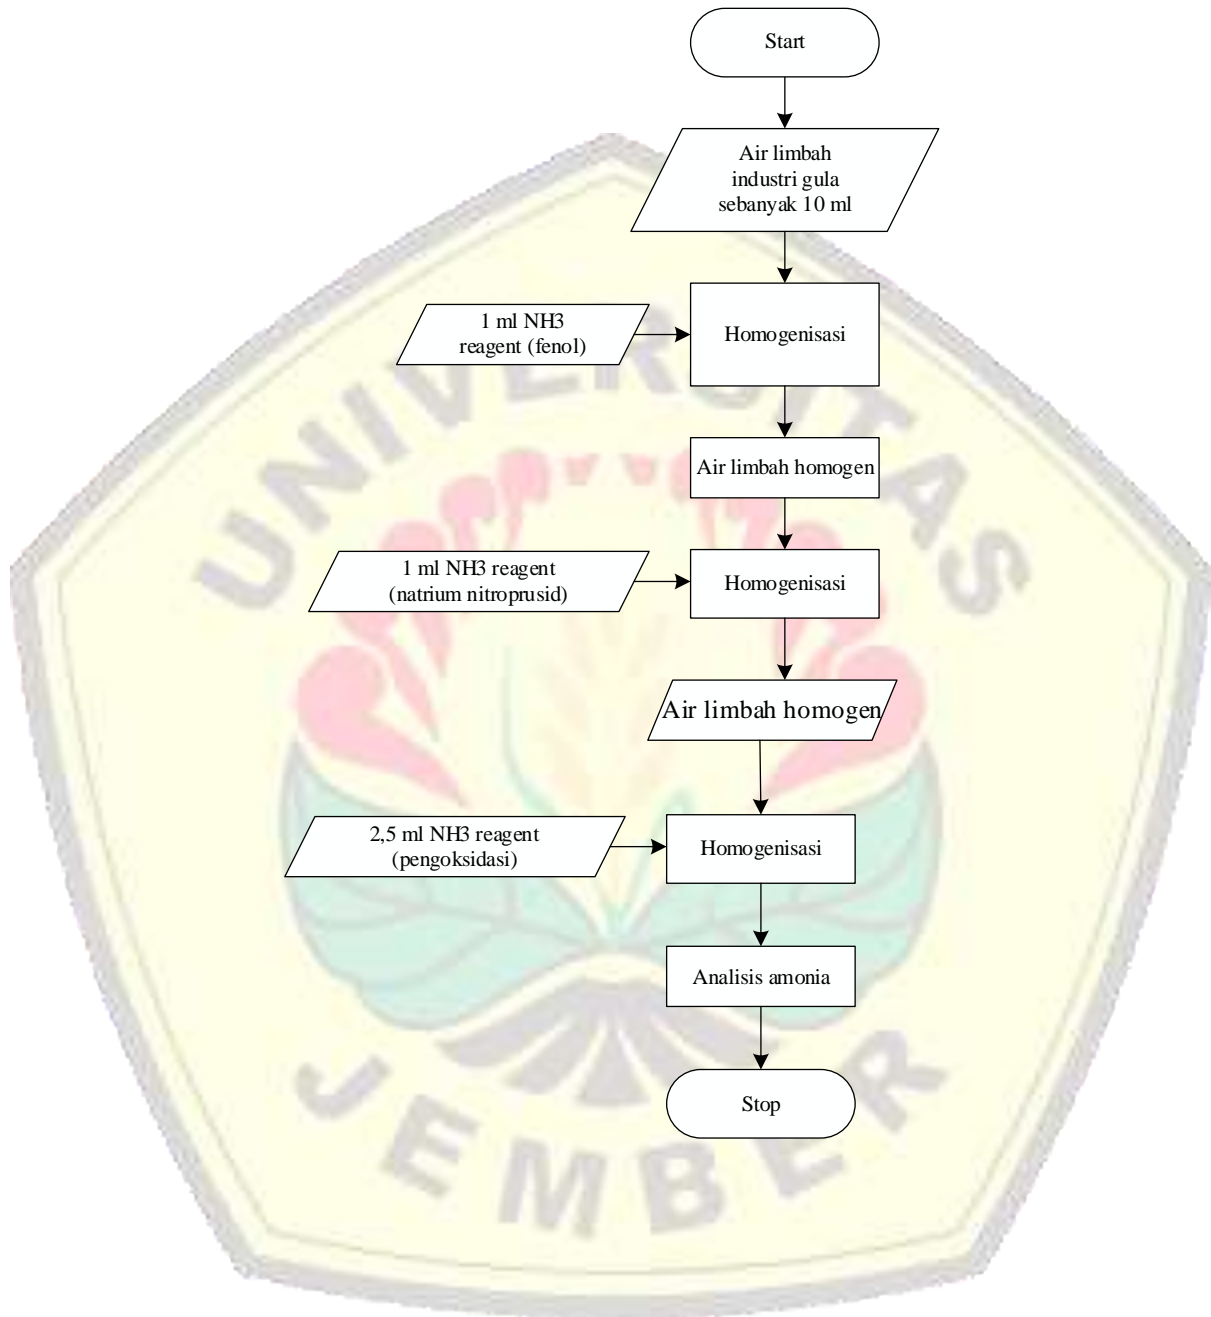 Start
Air limbah
industri gula
sebanyak 10 ml
1 ml NH3
reagent (fenol)
Homogenisasi
Air limbah homogen
1 ml NH3 reagent
(natrium nitroprusid)
Homogenisasi
Air limbah homogen
2,5 ml NH3 reagent
(pengoksidasi)
Homogenisasi
Analisis amonia
Stop
UNIVERSITAS
JEMBER